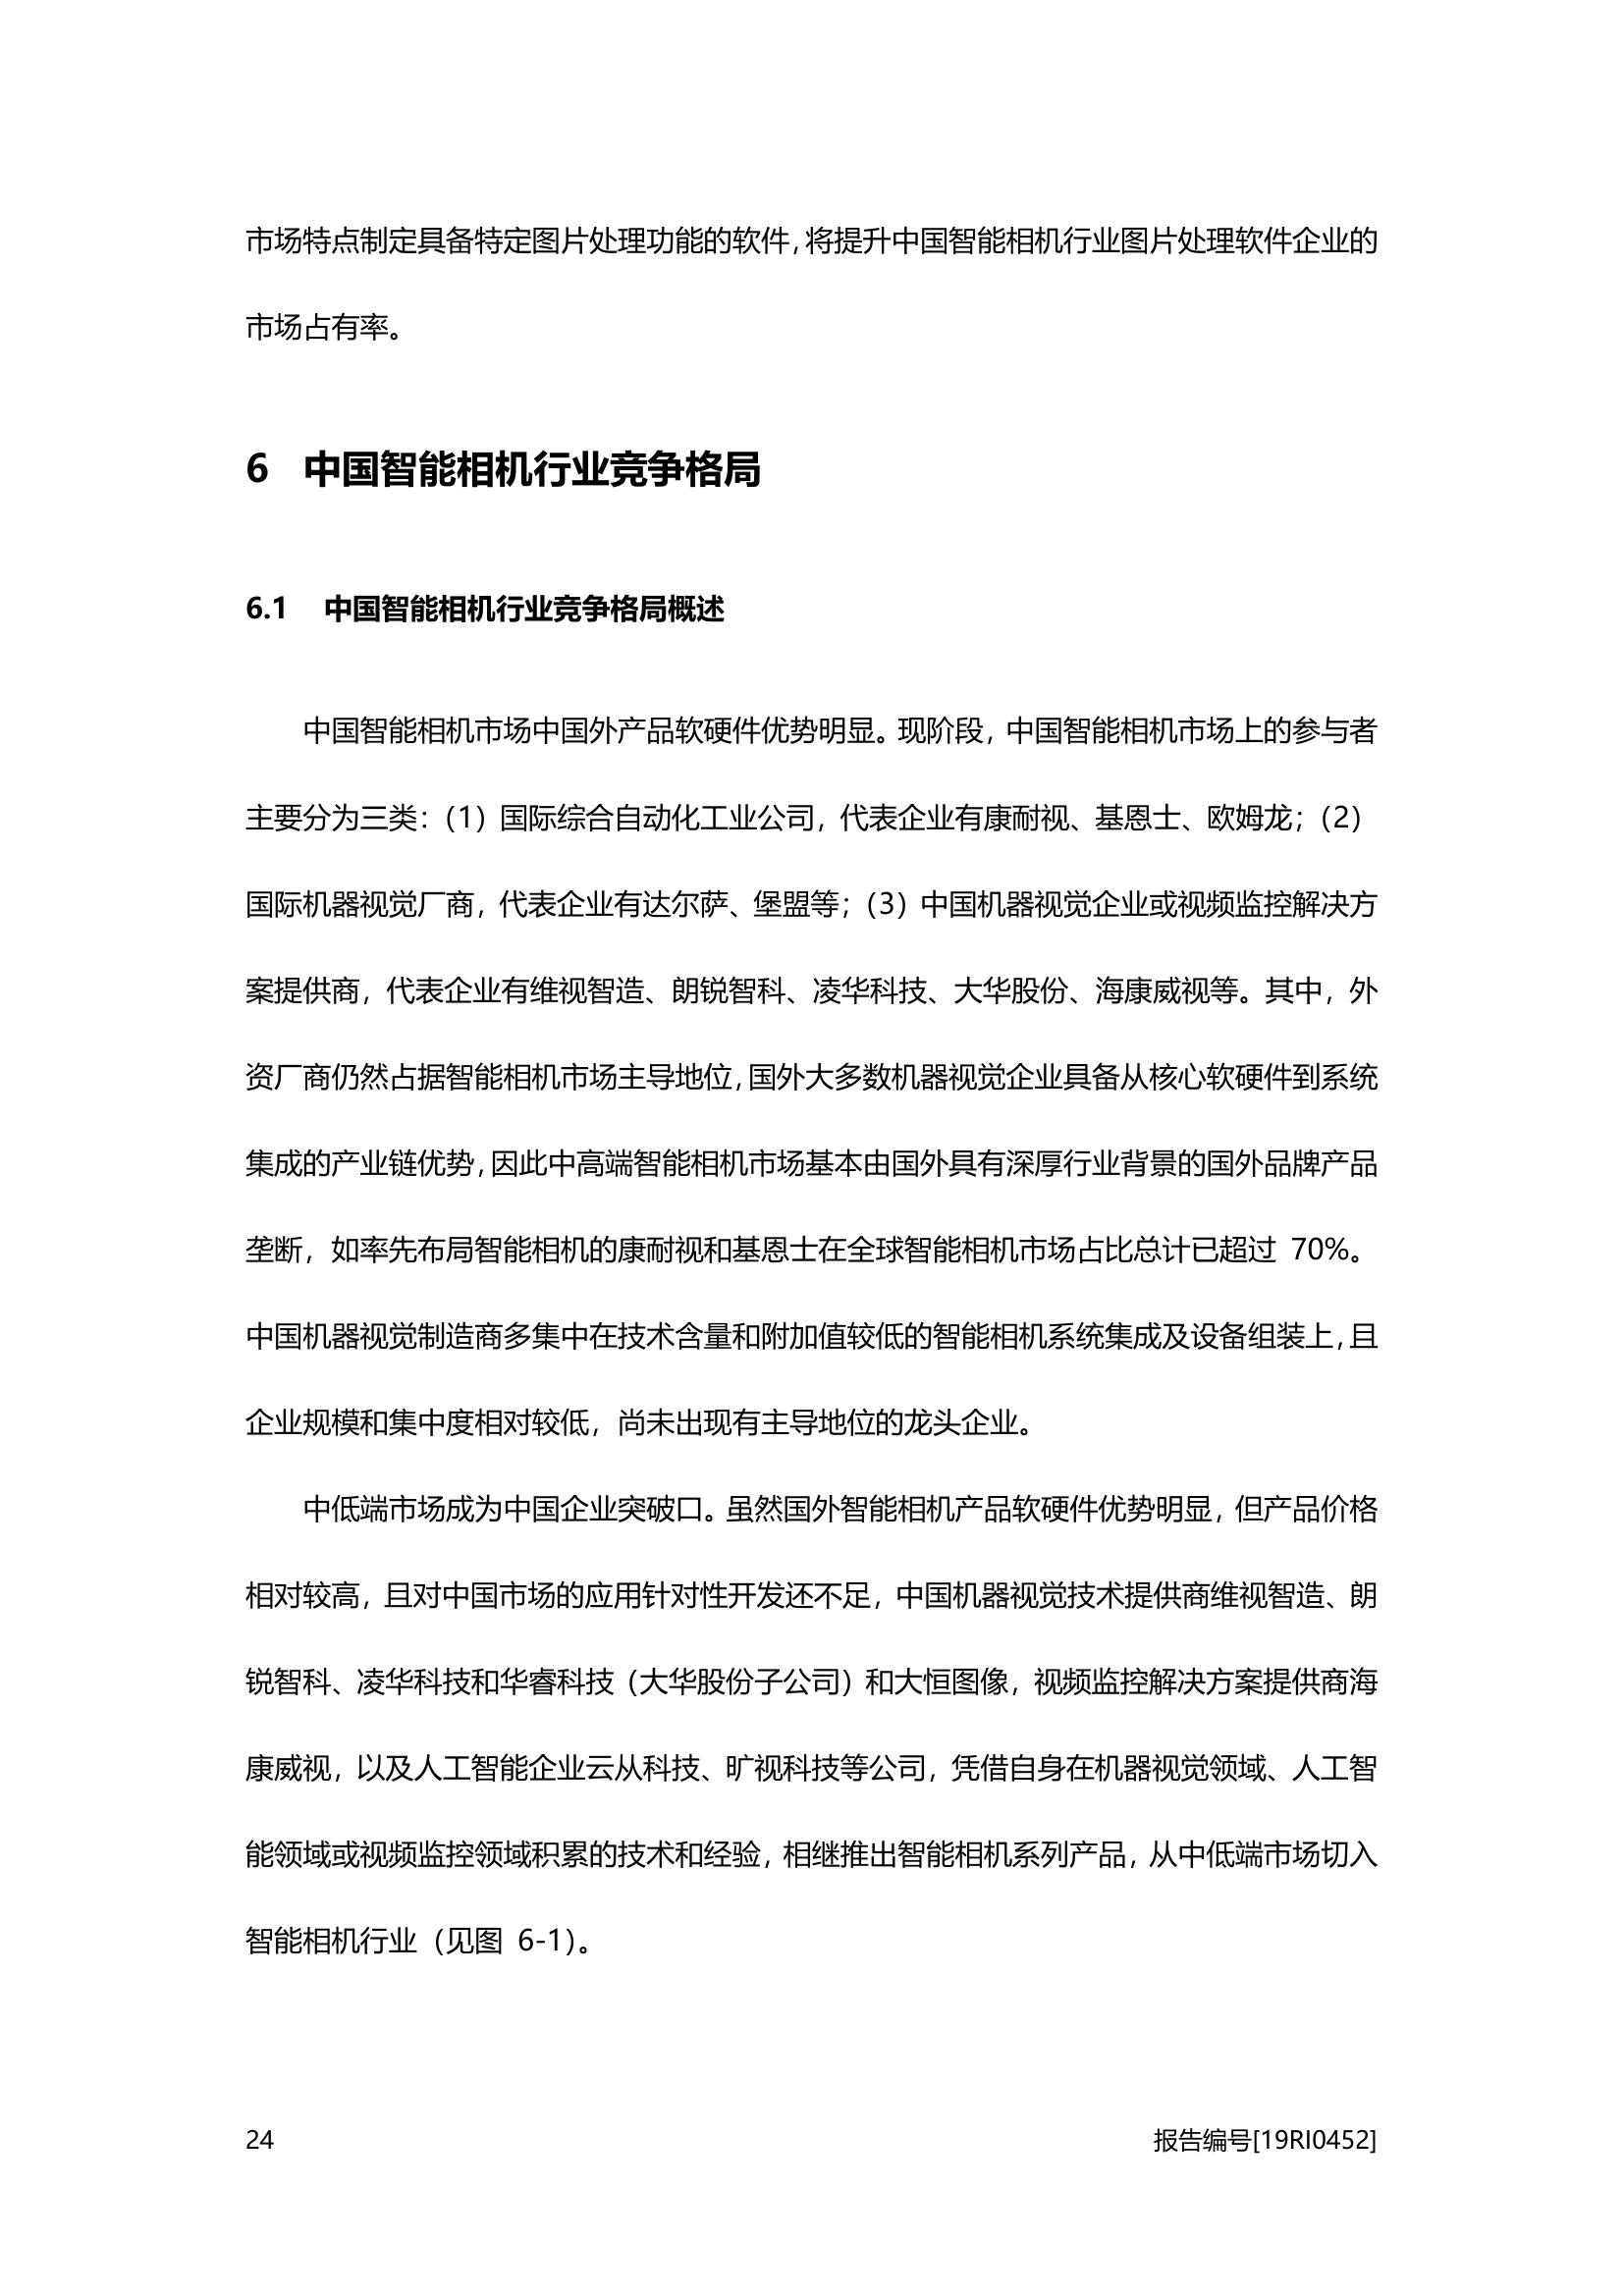 市场特点制定具备特定图片处理功能的软件，将提升中国智能相机行业图片处理软件企业的
市场占有率。
6 中国智能相机行业竞争格局
6.1 中国智能相机行业竞争格局概述
中国智能相机市场中国外产品软硬件优势明显。现阶段，中国智能相机市场上的参与者
主要分为三类：（1）国际综合自动化工业公司，代表企业有康耐视、基恩士、欧姆龙；（2）
国际机器视觉厂商，代表企业有达尔萨、堡盟等；（3）中国机器视觉企业或视频监控解决方
案提供商，代表企业有维视智造、朗锐智科、凌华科技、大华股份、海康威视等。其中，外
资厂商仍然占据智能相机市场主导地位，国外大多数机器视觉企业具备从核心软硬件到系统
集成的产业链优势，因此中高端智能相机市场基本由国外具有深厚行业背景的国外品牌产品
垄断，如率先布局智能相机的康耐视和基恩士在全球智能相机市场占比总计已超过 70%。
中国机器视觉制造商多集中在技术含量和附加值较低的智能相机系统集成及设备组装上，且
企业规模和集中度相对较低，尚未出现有主导地位的龙头企业。
中低端市场成为中国企业突破口。虽然国外智能相机产品软硬件优势明显，但产品价格
相对较高，且对中国市场的应用针对性开发还不足，中国机器视觉技术提供商维视智造、朗
锐智科、凌华科技和华睿科技（大华股份子公司）和大恒图像，视频监控解决方案提供商海
康威视，以及人工智能企业云从科技、旷视科技等公司，凭借自身在机器视觉领域、人工智
能领域或视频监控领域积累的技术和经验，相继推出智能相机系列产品，从中低端市场切入
智能相机行业（见图 6-1）。
24 报告编号[19RI0452]